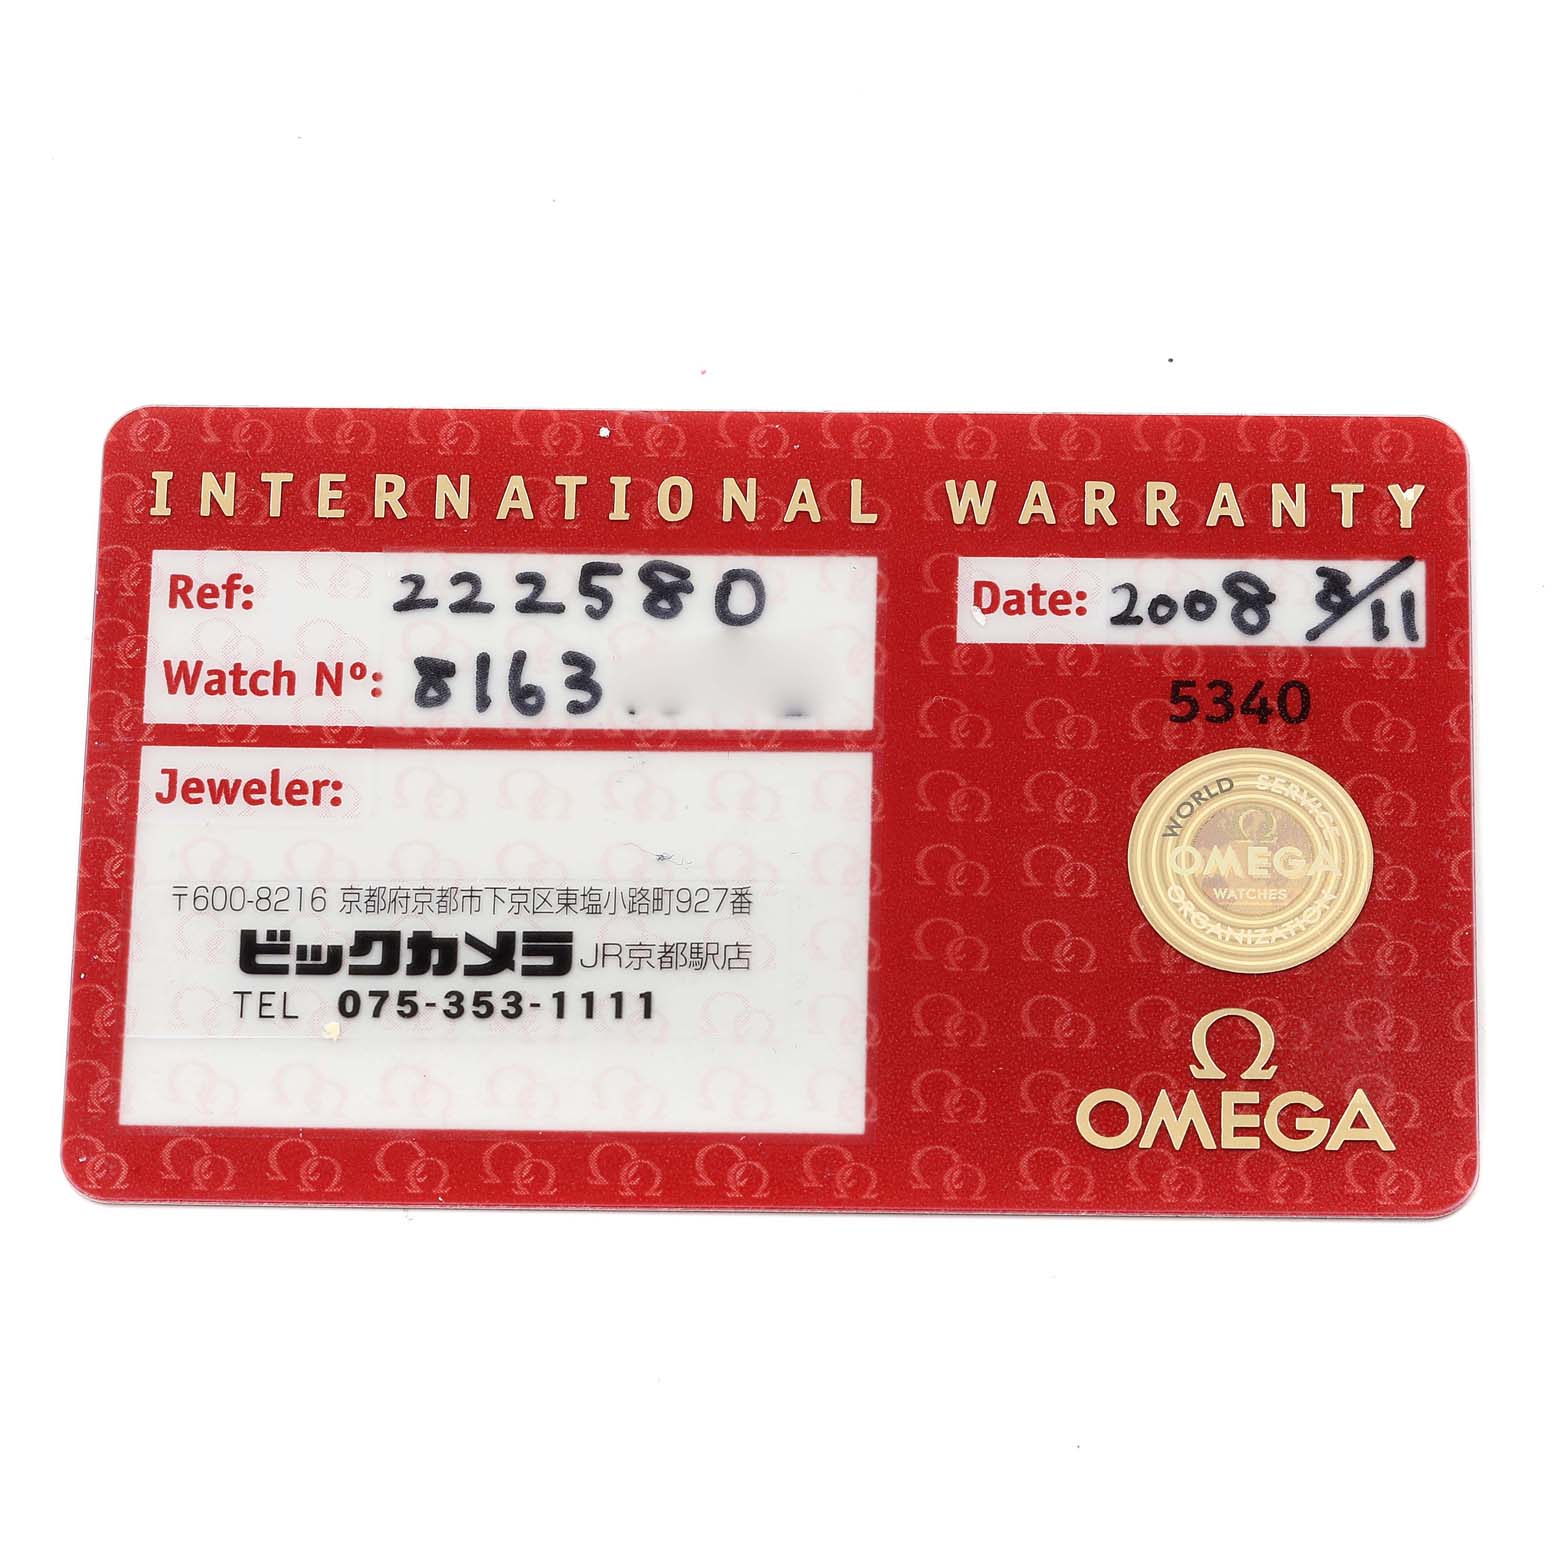 INTERNATIONAL WARRANTY
Ref: 222580
Watch Nº: 8163
Date: 2008 3/11
5340
Jeweler:
〒600-8216 京都府京都市下京区東塩小路町927番
ビックカメラ JR京都駅店
TEL 075-353-1111
WORLD SERVICE
Ω
OMEGA
WATCHES
ORGANIZATION
Ω
OMEGA